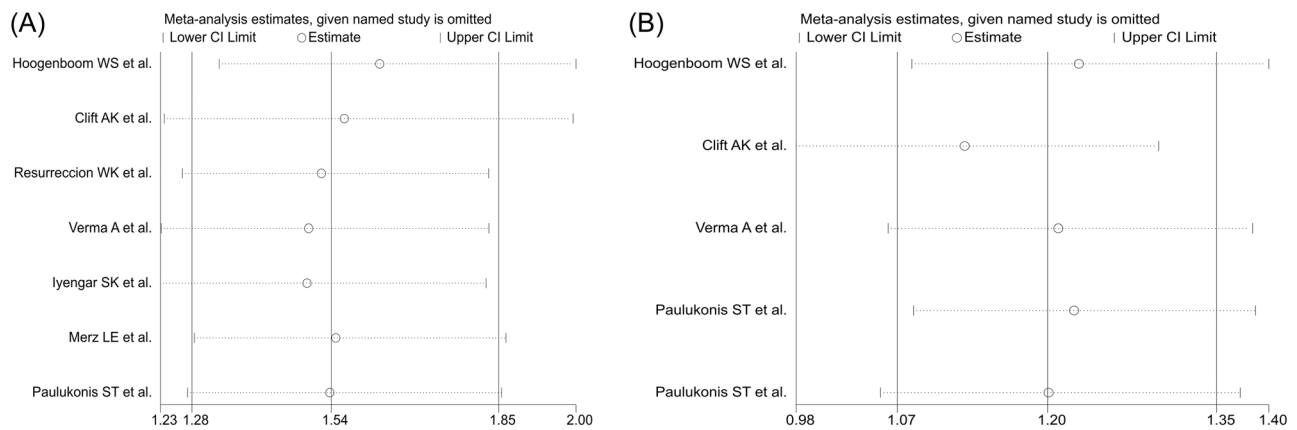 (A)
Meta-analysis estimates, given named study is omitted
| Lower CI Limit ○ Estimate | Upper CI Limit
Hoogenboom WS et al.
Clift AK et al.
Resurreccion WK et al.
Verma A et al.
Iyengar SK et al.
Merz LE et al.
Paulukonis ST et al.
1.23 1.28 1.54 1.85 2.00
(B)
Meta-analysis estimates, given named study is omitted
| Lower CI Limit ○ Estimate | Upper CI Limit
Hoogenboom WS et al.
Clift AK et al.
Verma A et al.
Paulukonis ST et al.
Paulukonis ST et al.
0.98 1.07 1.20 1.35 1.40